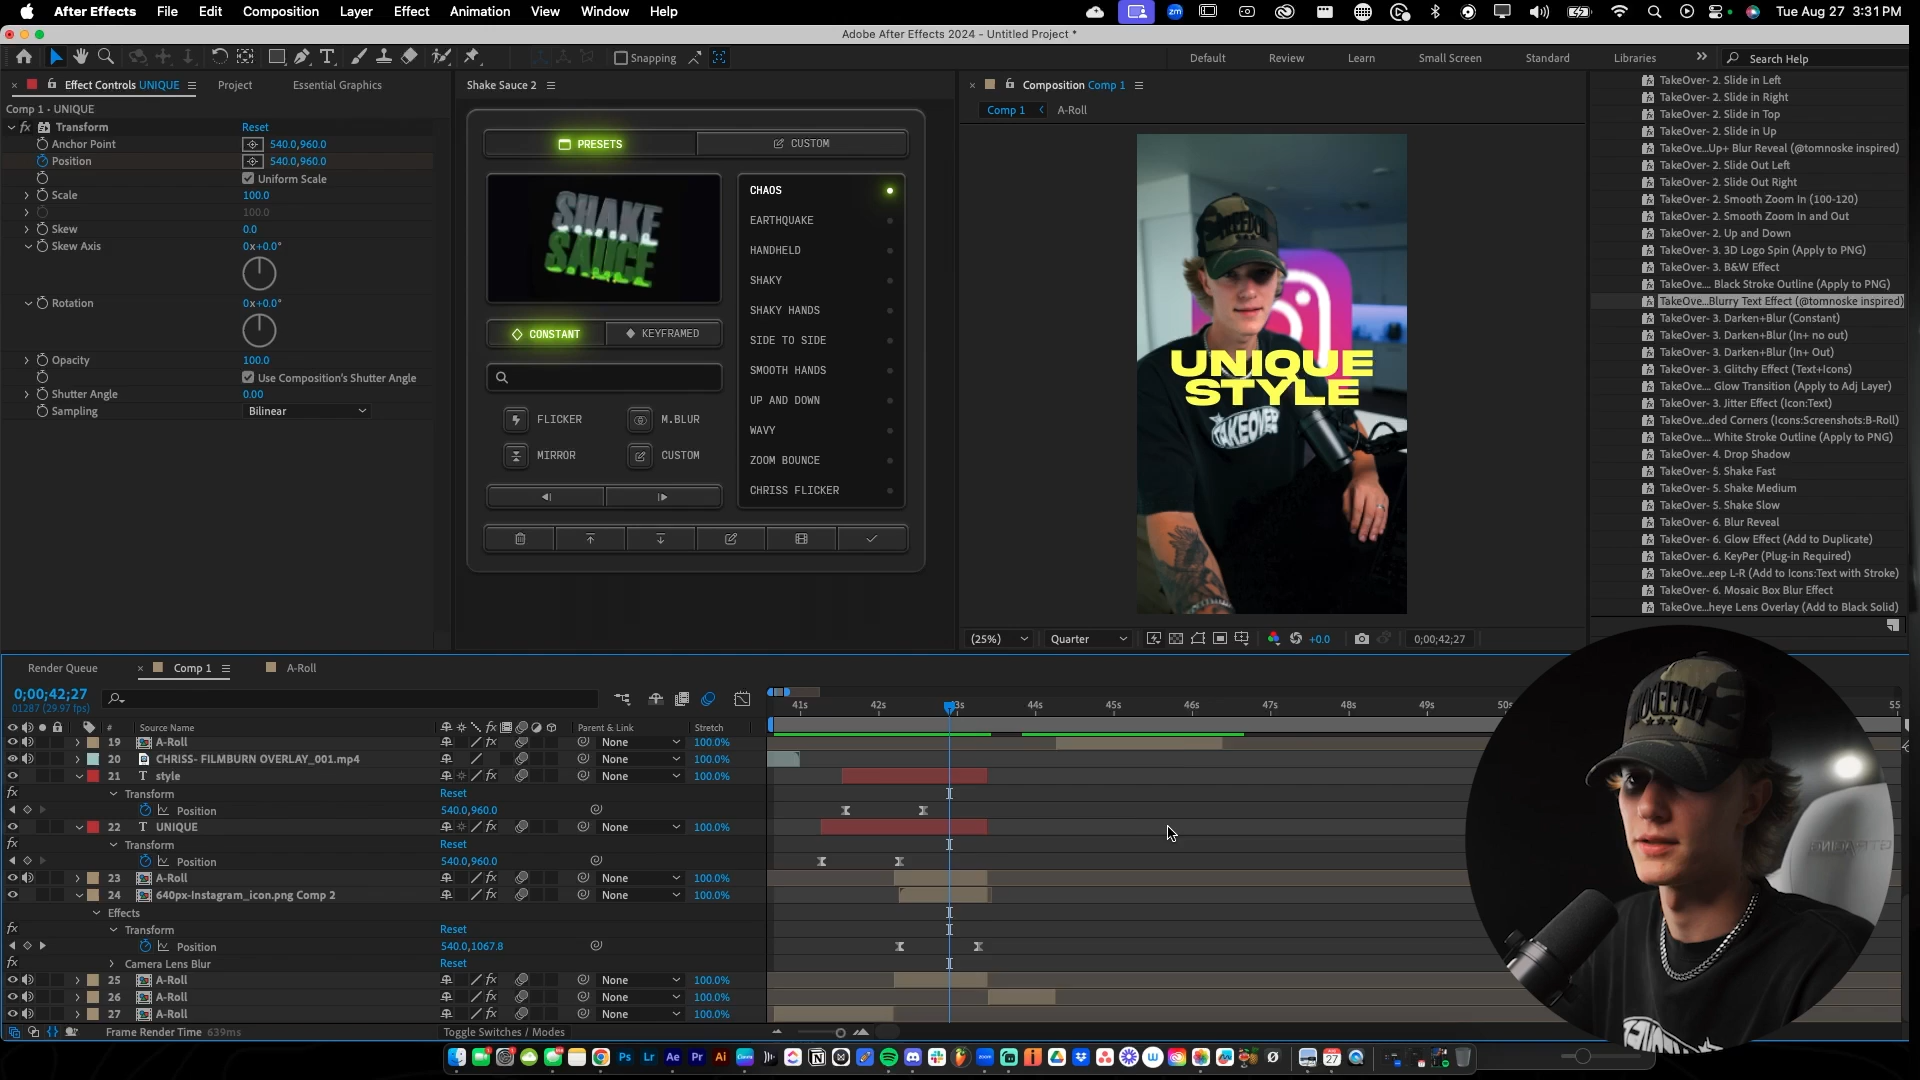 After Effects File Edit Composition Layer Effect Animation View Window Help
Tue Aug 27 3:31 PM
Adobe After Effects 2024 - Untitled Project *
Snapping
Default Review Learn Small Screen Standard Libraries
Search Help
Effect Controls UNIQUE Project Essential Graphics
Comp 1 • UNIQUE
fx Transform Reset
Anchor Point 540.0,960.0
Position 540.0,960.0
Uniform Scale
Scale 100.0
100.0
Skew 0.0
Skew Axis 0x+0.0°
Rotation 0x+0.0°
Opacity 100.0
Use Composition's Shutter Angle
Shutter Angle 0.00
Sampling Bilinear
Shake Sauce 2
PRESETS
CUSTOM
SHAKE
SAUCE
CONSTANT
KEYFRAMED
FLICKER
M.BLUR
MIRROR
CUSTOM
CHAOS
EARTHQUAKE
HANDHELD
SHAKY
SHAKY HANDS
SIDE TO SIDE
SMOOTH HANDS
UP AND DOWN
WAVY
ZOOM BOUNCE
CHRISS FLICKER
Composition Comp 1
Comp 1 A-Roll
UNIQUE
STYLE
TAKEOVER
(25%) Quarter +0.0 0;00;42;27
TakeOver- 2. Slide in Left
TakeOver- 2. Slide in Right
TakeOver- 2. Slide in Top
TakeOver- 2. Slide in Up
TakeOve...Up+ Blur Reveal (@tomnoske inspired)
TakeOver- 2. Slide Out Left
TakeOver- 2. Slide Out Right
TakeOver- 2. Smooth Zoom In (100-120)
TakeOver- 2. Smooth Zoom In and Out
TakeOver- 2. Up and Down
TakeOver- 3. 3D Logo Spin (Apply to PNG)
TakeOver- 3. B&W Effect
TakeOve.... Black Stroke Outline (Apply to PNG)
TakeOve...Blurry Text Effect (@tomnoske inspired)
TakeOver- 3. Darken+Blur (Constant)
TakeOver- 3. Darken+Blur (In+ no out)
TakeOver- 3. Darken+Blur (In+ Out)
TakeOver- 3. Glitchy Effect (Text+Icons)
TakeOve.... Glow Transition (Apply to Adj Layer)
TakeOver- 3. Jitter Effect (Icon:Text)
TakeOve...ded Corners (Icons:Screenshots:B-Roll)
TakeOve.... White Stroke Outline (Apply to PNG)
TakeOver- 4. Drop Shadow
TakeOver- 5. Shake Fast
TakeOver- 5. Shake Medium
TakeOver- 5. Shake Slow
TakeOver- 6. Blur Reveal
TakeOver- 6. Glow Effect (Add to Duplicate)
TakeOver- 6. KeyPer (Plug-in Required)
TakeOve...eep L-R (Add to Icons:Text with Stroke)
TakeOver- 6. Mosaic Box Blur Effect
TakeOve...heye Lens Overlay (Add to Black Solid)
Render Queue Comp 1 A-Roll
0;00;42;27
01287 (29.97 fps)
41s 42s 43s 44s 45s 46s 47s 48s 49s 50s 55
# Source Name Parent & Link Stretch
19 A-Roll None 100.0%
20 CHRISS- FILMBURN OVERLAY_001.mp4 None 100.0%
21 T style None 100.0%
Transform Reset
Position 540.0,960.0
22 T UNIQUE None 100.0%
Transform Reset
Position 540.0,960.0
23 A-Roll None 100.0%
24 640px-Instagram_icon.png Comp 2 None 100.0%
Effects
fx Transform Reset
Position 540.0,1067.8
fx Camera Lens Blur Reset
25 A-Roll None 100.0%
26 A-Roll None 100.0%
27 A-Roll None 100.0%
Frame Render Time 639ms Toggle Switches / Modes
Ps Lr Ae Pr Ai
27